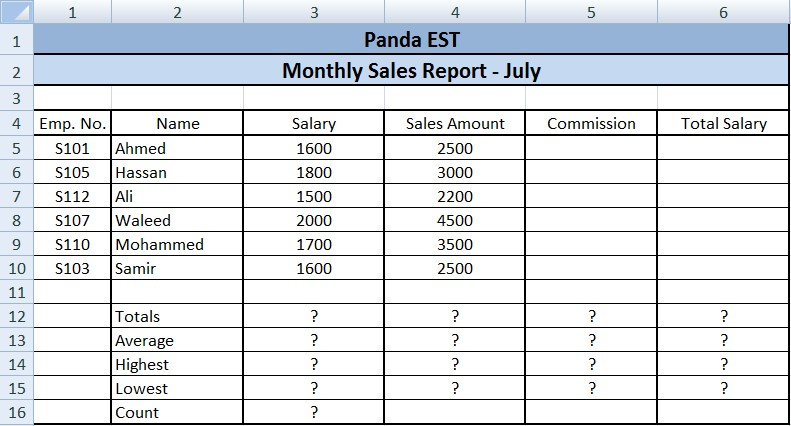 1 2 3 4 5 6
1 Panda EST
2 Monthly Sales Report - July
3
4 Emp. No. Name Salary Sales Amount Commission Total Salary
5 S101 Ahmed 1600 2500
6 S105 Hassan 1800 3000
7 S112 Ali 1500 2200
8 S107 Waleed 2000 4500
9 S110 Mohammed 1700 3500
10 S103 Samir 1600 2500
11
12 Totals ? ? ? ?
13 Average ? ? ? ?
14 Highest ? ? ? ?
15 Lowest ? ? ? ?
16 Count ?